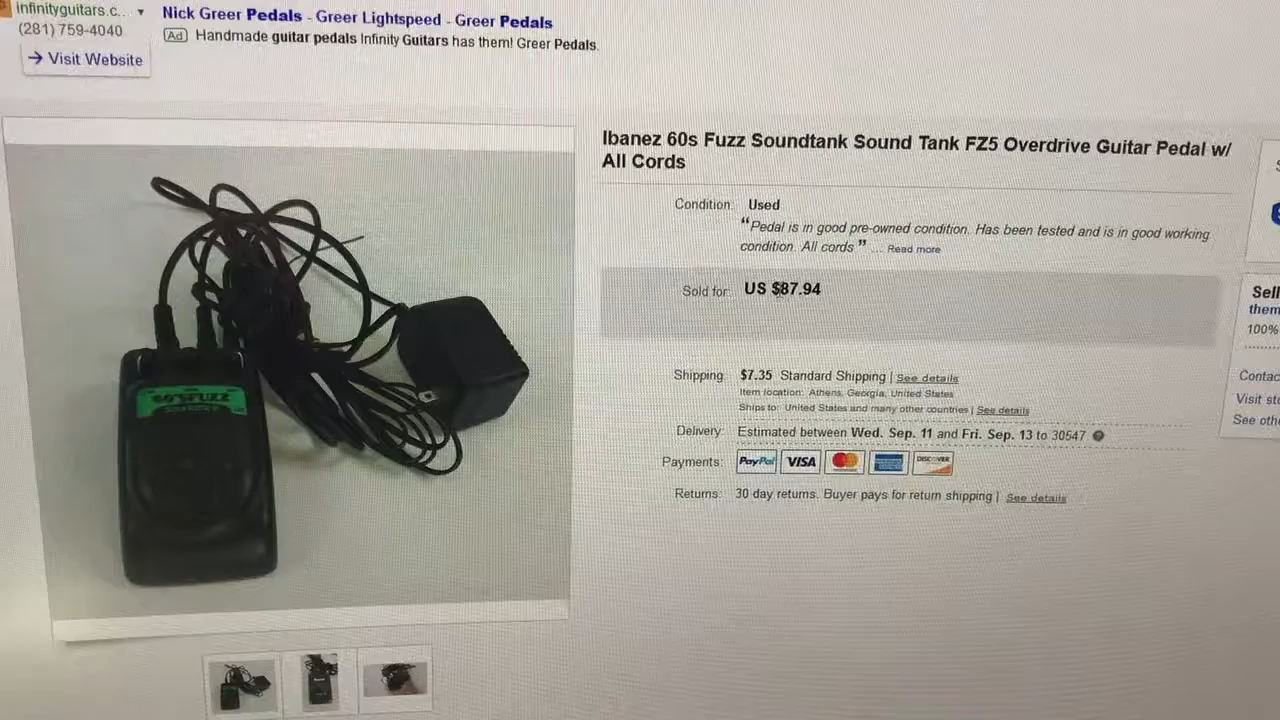 infinityguitars.c..
(281) 759-4040
→ Visit Website
Nick Greer Pedals - Greer Lightspeed - Greer Pedals
Ad Handmade guitar pedals Infinity Guitars has them! Greer Pedals.
60'SFUZZ
Ibanez 60s Fuzz Soundtank Sound Tank FZ5 Overdrive Guitar Pedal w/
All Cords
Condition: Used
“Pedal is in good pre-owned condition. Has been tested and is in good working
condition. All cords ” ... Read more
Sold for: US $87.94
Shipping: $7.35 Standard Shipping | See details
Item location: Athens, Georgia, United States
Ships to: United States and many other countries | See details
Delivery: Estimated between Wed. Sep. 11 and Fri. Sep. 13 to 30547
Payments: PayPal VISA MasterCard AMERICAN EXPRESS DISCOVER
Returns: 30 day returns. Buyer pays for return shipping | See details
Sell
them
100%
Contac
Visit sto
See othe